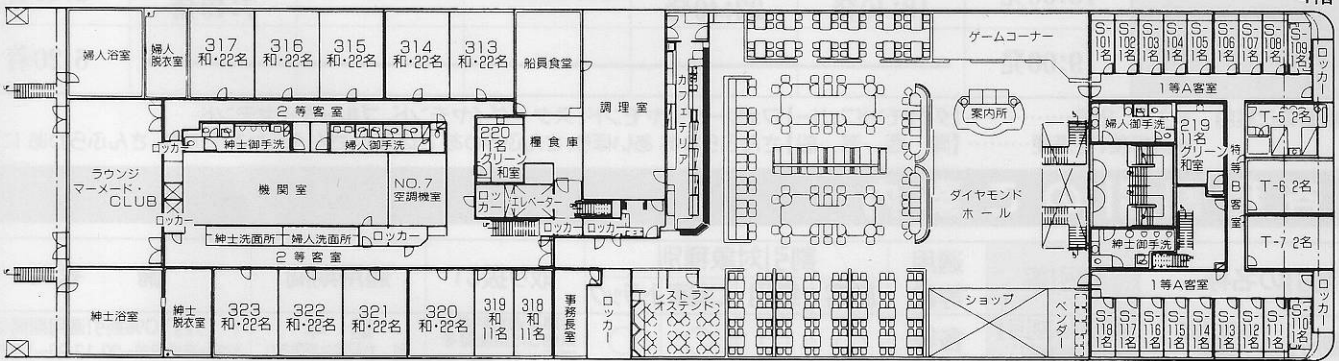 婦人浴室
婦人
脱衣室
317
和・22名
316
和・22名
315
和・22名
314
和・22名
313
和・22名
船員食堂
調理室
カフェテリア
ゲームコーナー
案内所
S-101 1名
S-102 1名
S-103 1名
S-104 1名
S-105 1名
S-106 1名
S-107 1名
S-108 1名
S-109 1名
ロッカー
1等A客室
2等客室
ロッカー
紳士御手洗
婦人御手洗
220
11名
グリーン
和室
糧食庫
婦人御手洗
219
11名
グリーン
和室
特等B客室
T-5 2名
T-6 2名
T-7 2名
ラウンジ
マーメード・
CLUB
機関室
NO.7
空調機室
ロッカー
エレベーター
ロッカー
ロッカー
ダイヤモンド
ホール
ロッカー
紳士洗面所
婦人洗面所
ロッカー
紳士御手洗
2等客室
1等A客室
紳士浴室
紳士
脱衣室
323
和・22名
322
和・22名
321
和・22名
320
和・22名
319
和
11名
318
和
11名
事務長室
ロッカー
レストラン
オステンド
ショップ
ベンダー
S-118 1名
S-117 1名
S-116 1名
S-115 1名
S-114 1名
S-113 1名
S-112 1名
S-111 1名
S-110 1名
ロッカー